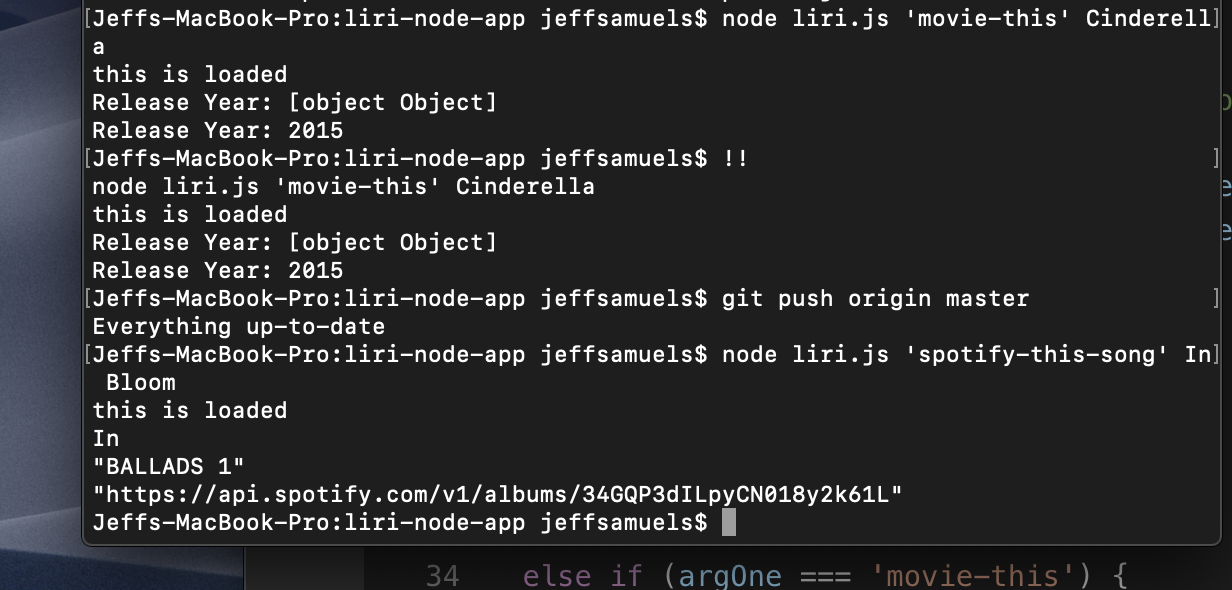 [Jeffs-MacBook-Pro:liri-node-app jeffsamuels$ node liri.js 'movie-this' Cinderell]
a
this is loaded
Release Year: [object Object]
Release Year: 2015
[Jeffs-MacBook-Pro:liri-node-app jeffsamuels$ !! ]
node liri.js 'movie-this' Cinderella
this is loaded
Release Year: [object Object]
Release Year: 2015
[Jeffs-MacBook-Pro:liri-node-app jeffsamuels$ git push origin master ]
Everything up-to-date
[Jeffs-MacBook-Pro:liri-node-app jeffsamuels$ node liri.js 'spotify-this-song' In]
 Bloom
this is loaded
In
"BALLADS 1"
"https://api.spotify.com/v1/albums/34GQP3dILpyCN018y2k61L"
Jeffs-MacBook-Pro:liri-node-app jeffsamuels$
34 else if (argOne === 'movie-this') {